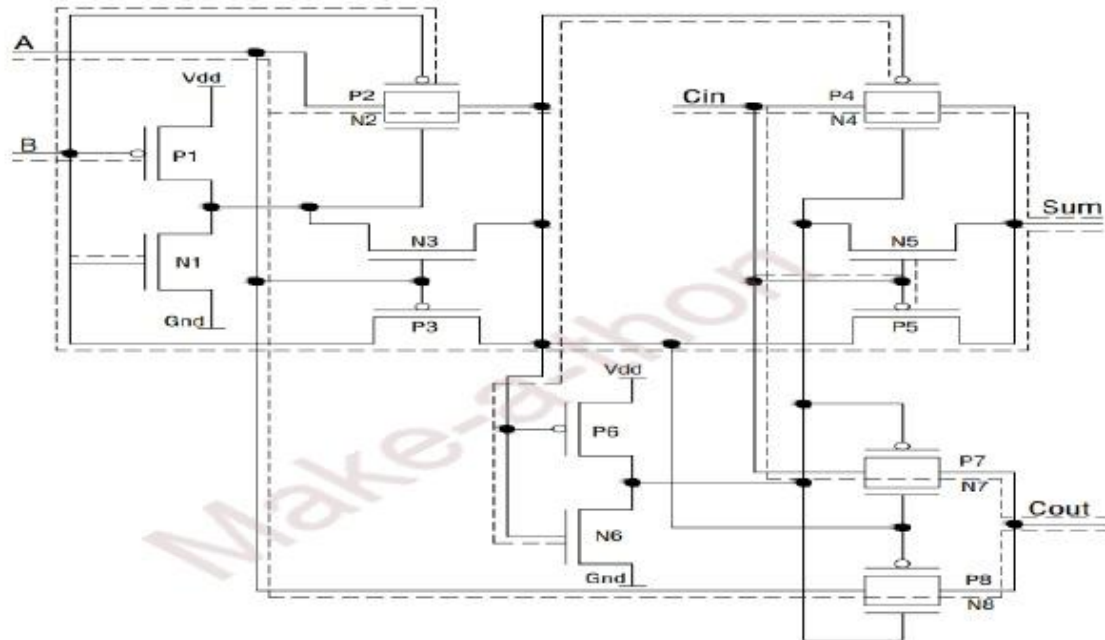 A
Vdd
P2
N2
Cin
P4
N4
B
P1
N3
N5
Sum
N1
Gnd
P3
P5
Vdd
P6
P7
N7
Cout
N6
Gnd
P8
N8
Make-a-thon